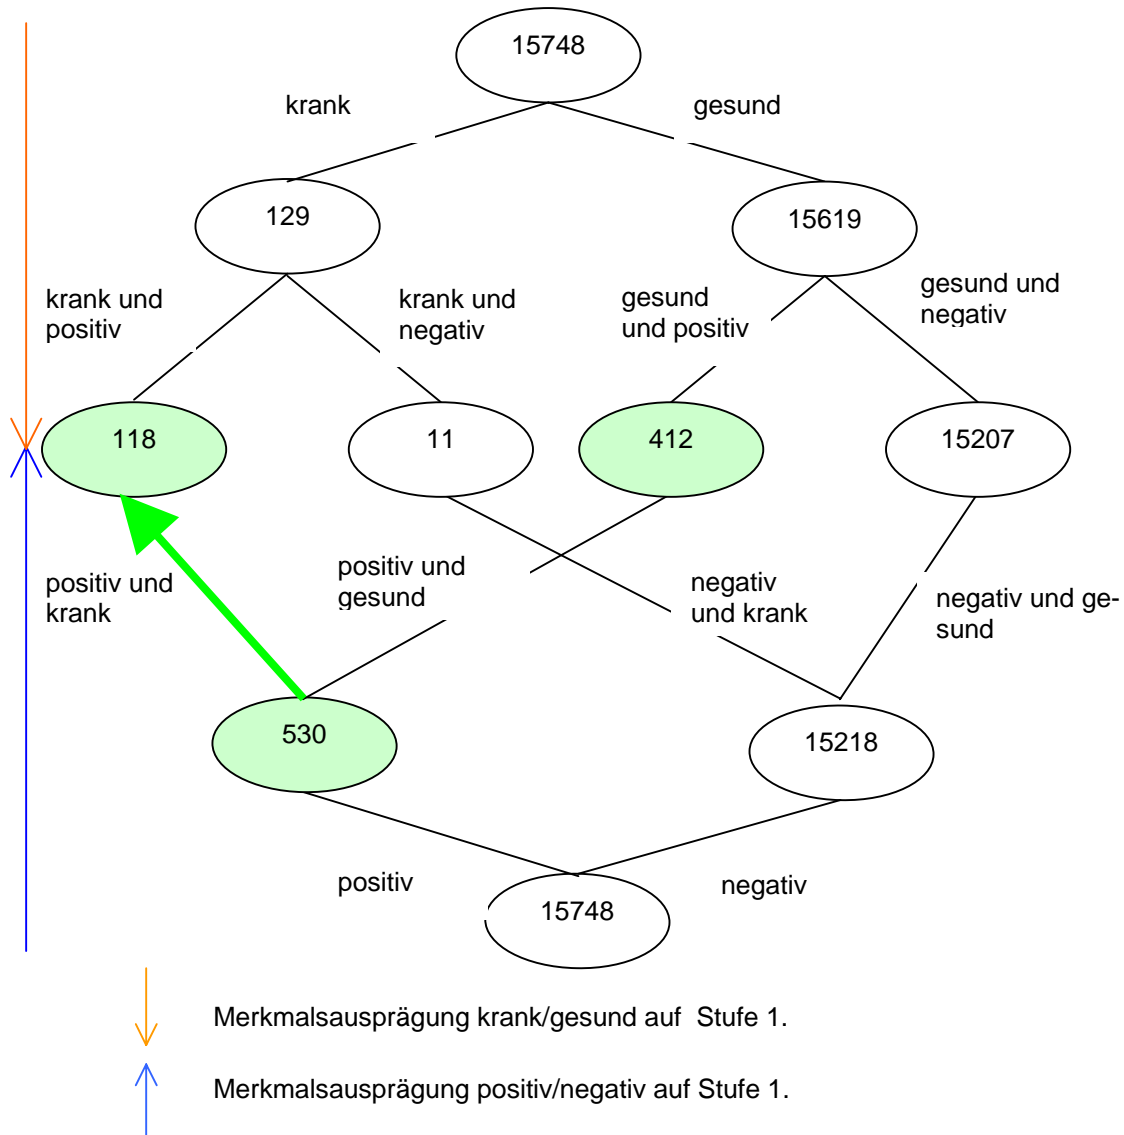 15748
krank
gesund
129
15619
krank und
positiv
krank und
negativ
gesund
und positiv
gesund und
negativ
118
11
412
15207
positiv und
krank
positiv und
gesund
negativ
und krank
negativ und ge-
sund
530
15218
positiv
negativ
15748
Merkmalsausprägung krank/gesund auf Stufe 1.
Merkmalsausprägung positiv/negativ auf Stufe 1.